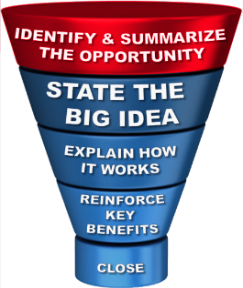 IDENTIFY & SUMMARIZE
THE OPPORTUNITY
STATE THE
BIG IDEA
EXPLAIN HOW
IT WORKS
REINFORCE
KEY
BENEFITS
CLOSE